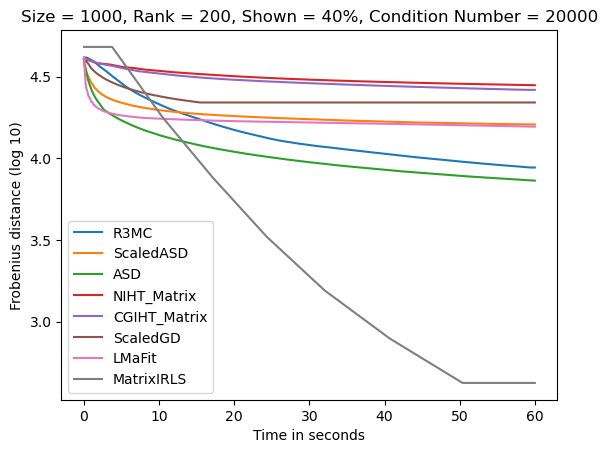 Size = 1000, Rank = 200, Shown = 40%, Condition Number = 20000
Frobenius distance (log 10)
4.5
4.0
3.5
3.0
R3MC
ScaledASD
ASD
NIHT_Matrix
CGIHT_Matrix
ScaledGD
LMaFit
MatrixIRLS
0 10 20 30 40 50 60
Time in seconds